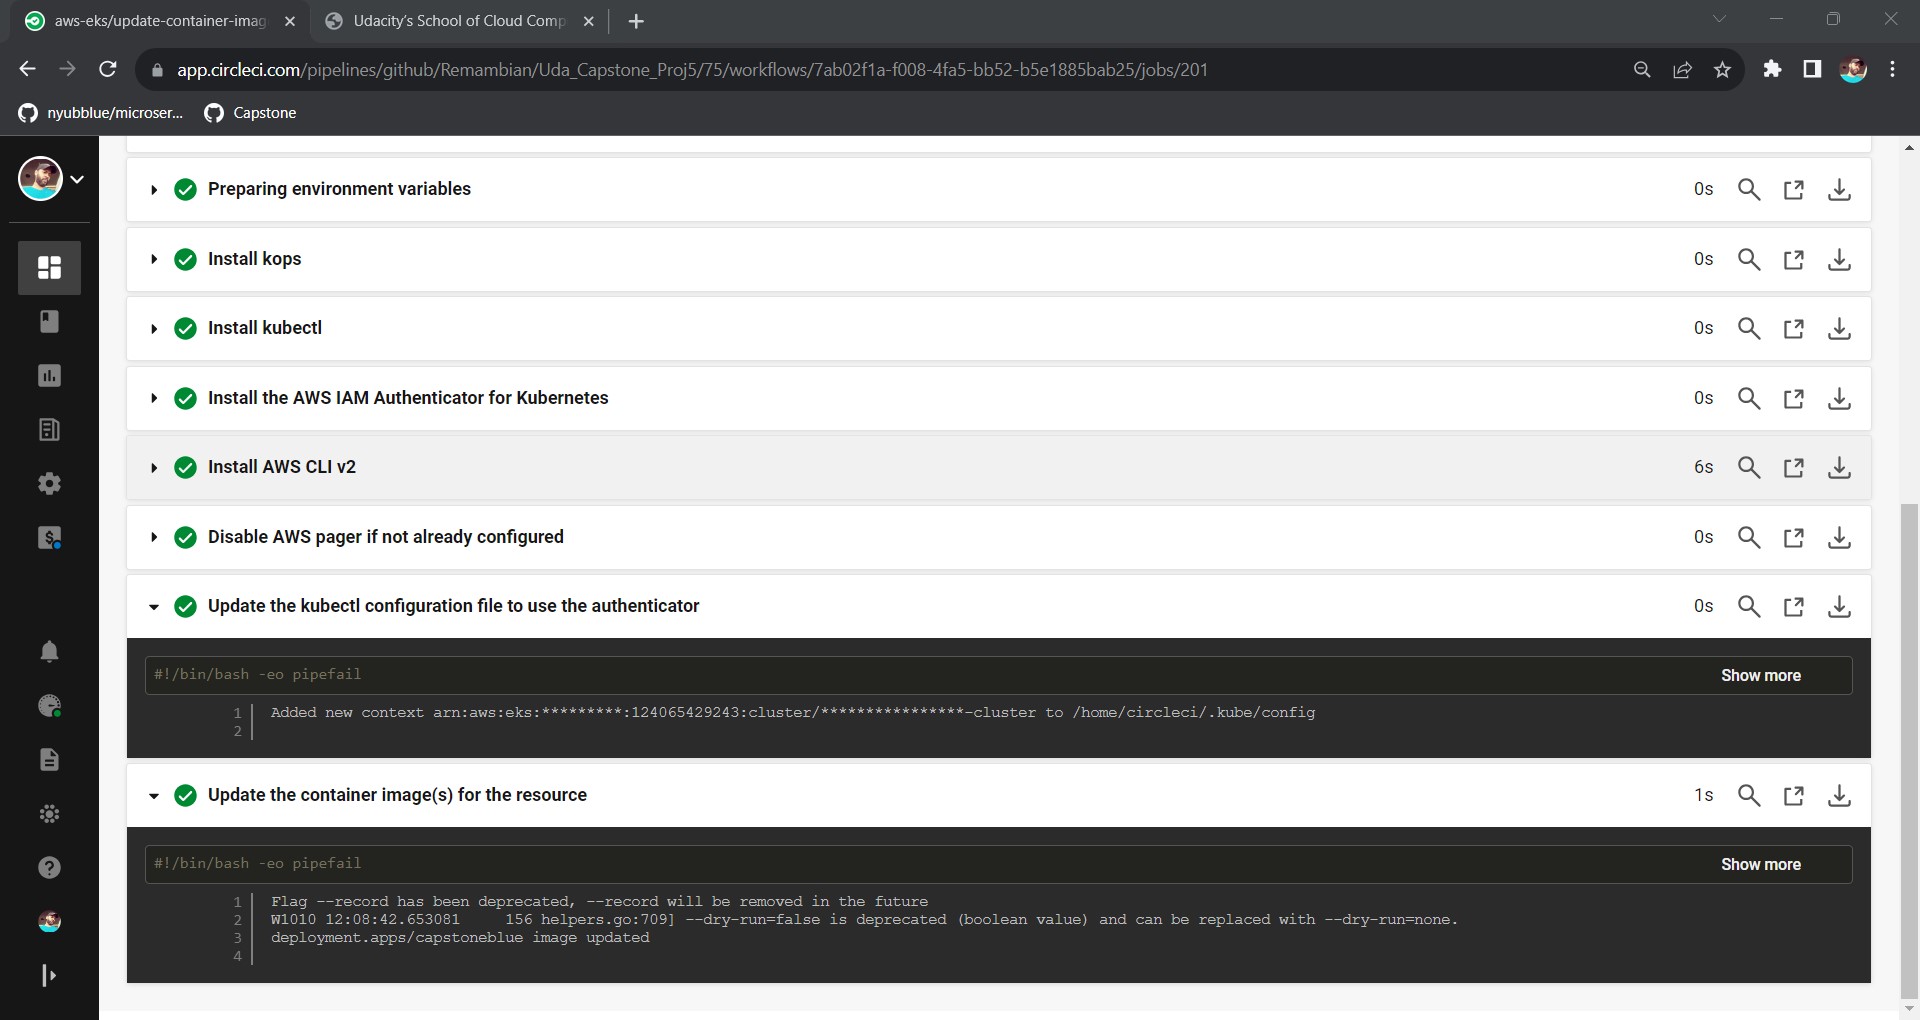 aws-eks/update-container-imag
Udacity's School of Cloud Comp
app.circleci.com/pipelines/github/Remambian/Uda_Capstone_Proj5/75/workflows/7ab02f1a-f008-4fa5-bb52-b5e1885bab25/jobs/201
nyubblue/microser...
Capstone
Preparing environment variables 0s
Install kops 0s
Install kubectl 0s
Install the AWS IAM Authenticator for Kubernetes 0s
Install AWS CLI v2 6s
Disable AWS pager if not already configured 0s
Update the kubectl configuration file to use the authenticator 0s
#!/bin/bash -eo pipefail Show more
1 Added new context arn:aws:eks:*********:124065429243:cluster/****************-cluster to /home/circleci/.kube/config
2
Update the container image(s) for the resource 1s
#!/bin/bash -eo pipefail Show more
1 Flag --record has been deprecated, --record will be removed in the future
2 W1010 12:08:42.653081 156 helpers.go:709] --dry-run=false is deprecated (boolean value) and can be replaced with --dry-run=none.
3 deployment.apps/capstoneblue image updated
4